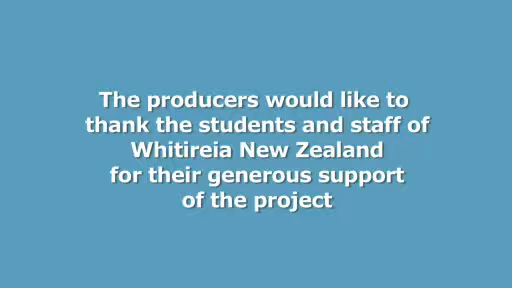 The producers would like to
thank the students and staff of
Whitireia New Zealand
for their generous support
of the project